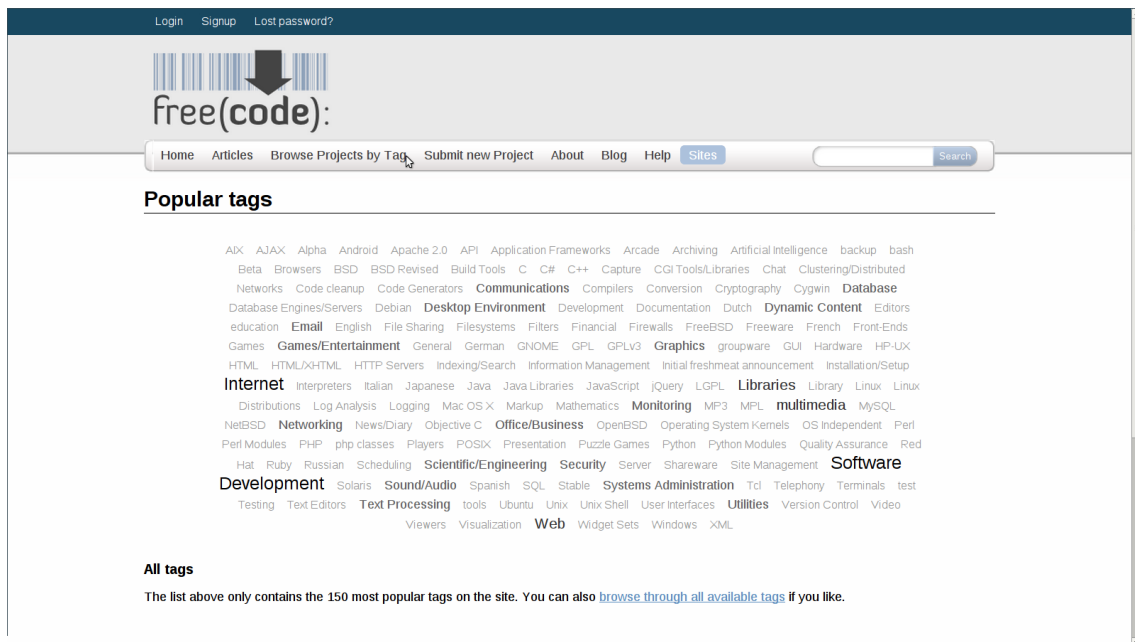 Login Signup Lost password?
free(code):
Home Articles Browse Projects by Tag Submit new Project About Blog Help Sites Search
Popular tags
AIX AJAX Alpha Android Apache 2.0 API Application Frameworks Arcade Archiving Artificial Intelligence backup bash
Beta Browsers BSD BSD Revised Build Tools C C# C++ Capture CGI Tools/Libraries Chat Clustering/Distributed
Networks Code cleanup Code Generators Communications Compilers Conversion Cryptography Cygwin Database
Database Engines/Servers Debian Desktop Environment Development Documentation Dutch Dynamic Content Editors
education Email English File Sharing Filesystems Filters Financial Firewalls FreeBSD Freeware French Front-Ends
Games Games/Entertainment General German GNOME GPL GPLv3 Graphics groupware GUI Hardware HP-UX
HTML HTML/XHTML HTTP Servers Indexing/Search Information Management Initial freshmeat announcement Installation/Setup
Internet Interpreters Italian Japanese Java Java Libraries JavaScript jQuery LGPL Libraries Library Linux Linux
Distributions Log Analysis Logging Mac OS X Markup Mathematics Monitoring MP3 MPL multimedia MySQL
NetBSD Networking News/Diary Objective C Office/Business OpenBSD Operating System Kernels OS Independent Perl
Perl Modules PHP php classes Players POSIX Presentation Puzzle Games Python Python Modules Quality Assurance Red
Hat Ruby Russian Scheduling Scientific/Engineering Security Server Shareware Site Management Software
Development Solaris Sound/Audio Spanish SQL Stable Systems Administration Tcl Telephony Terminals test
Testing Text Editors Text Processing tools Ubuntu Unix Unix Shell User Interfaces Utilities Version Control Video
Viewers Visualization Web Widget Sets Windows XML
All tags
The list above only contains the 150 most popular tags on the site. You can also browse through all available tags if you like.